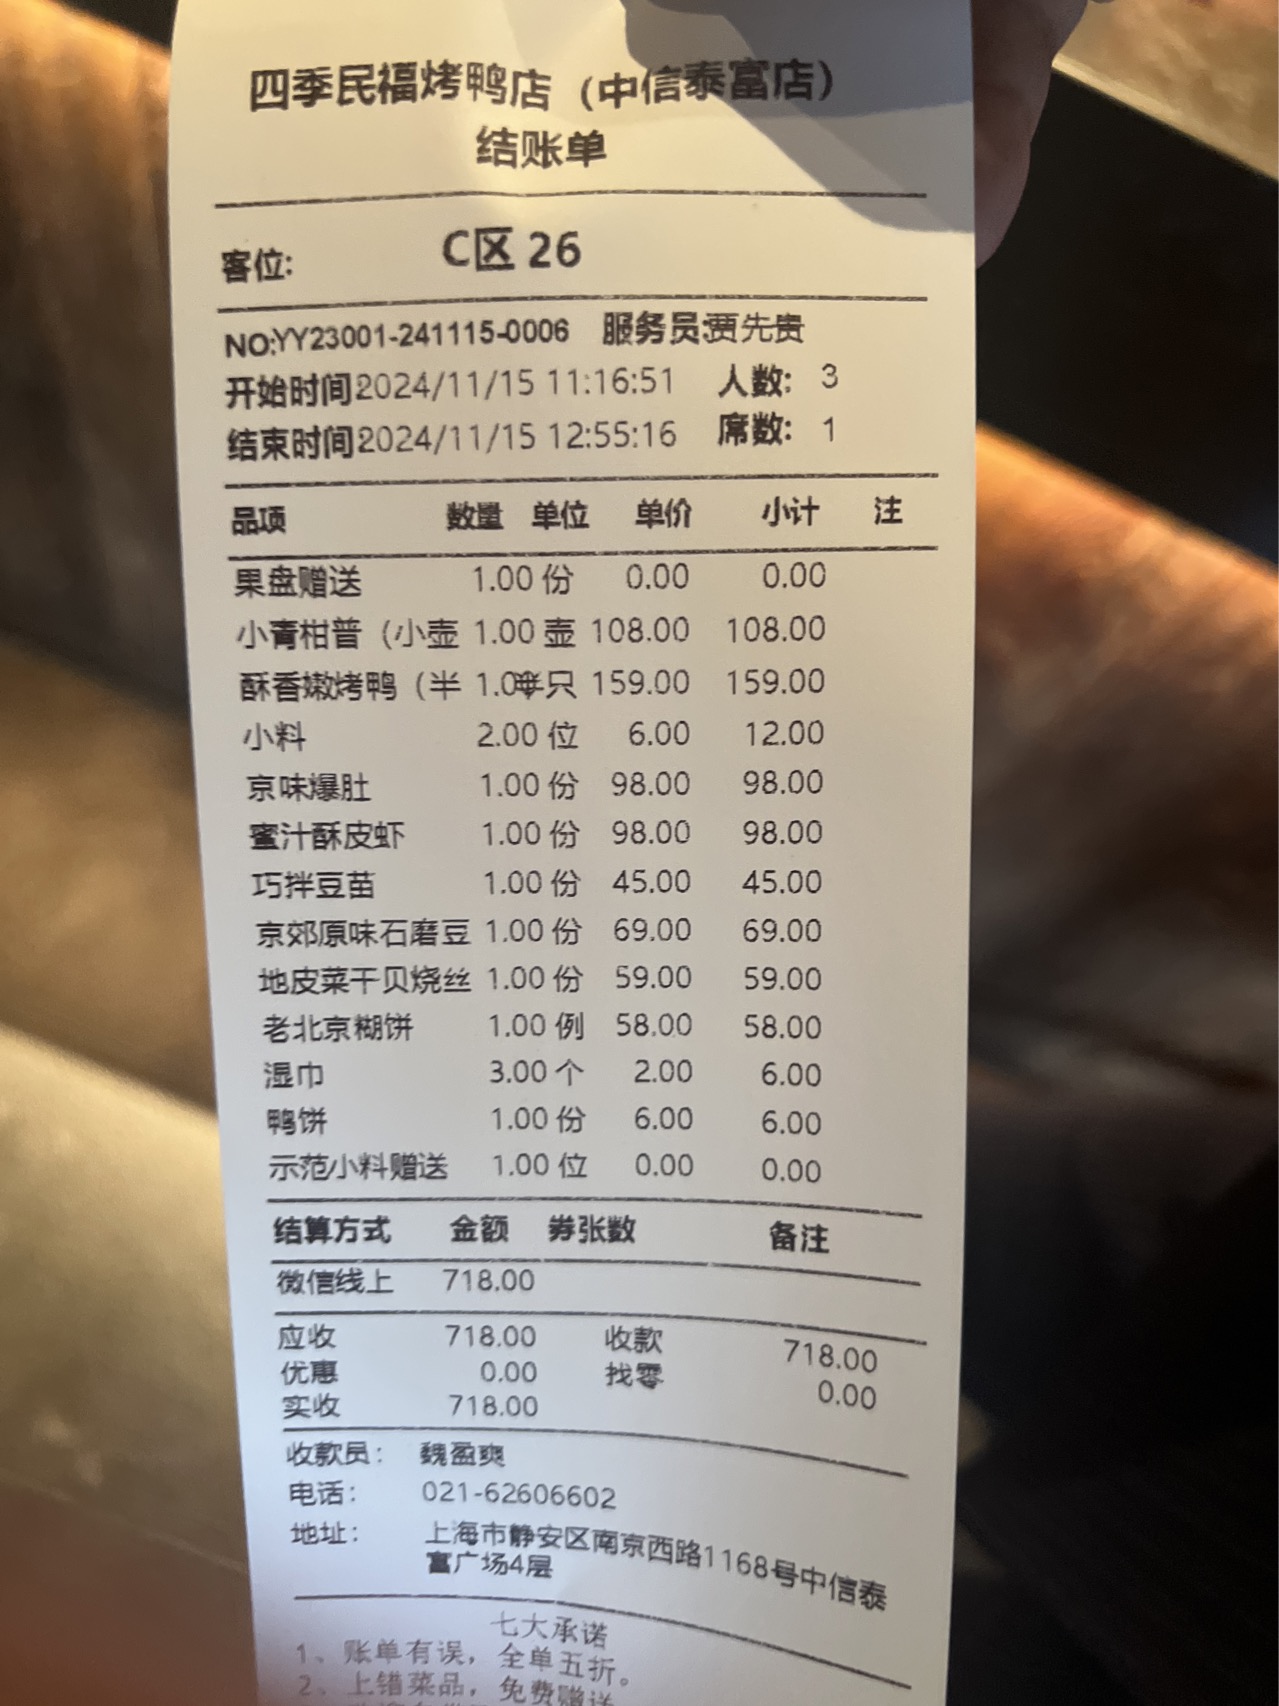 四季民福烤鸭店（中信泰富店）
结账单
客位: C区 26
NO:YY23001-241115-0006 服务员:贾先贵
开始时间2024/11/15 11:16:51 人数: 3
结束时间2024/11/15 12:55:16 席数: 1
品项 数量 单位 单价 小计 注
果盘赠送 1.00 份 0.00 0.00
小青柑普（小壶 1.00 壶 108.00 108.00
酥香嫩烤鸭（半 1.00半只 159.00 159.00
小料 2.00 位 6.00 12.00
京味爆肚 1.00 份 98.00 98.00
蜜汁酥皮虾 1.00 份 98.00 98.00
巧拌豆苗 1.00 份 45.00 45.00
京郊原味石磨豆 1.00 份 69.00 69.00
地皮菜干贝烧丝 1.00 份 59.00 59.00
老北京糊饼 1.00 例 58.00 58.00
湿巾 3.00 个 2.00 6.00
鸭饼 1.00 份 6.00 6.00
示范小料赠送 1.00 位 0.00 0.00
结算方式 金额 券张数 备注
微信线上 718.00
应收 718.00 收款 718.00
优惠 0.00 找零 0.00
实收 718.00
收款员: 魏盈爽
电话: 021-62606602
地址: 上海市静安区南京西路1168号中信泰
富广场4层
七大承诺
1、账单有误，全单五折。
2、上错菜品，免费赠送